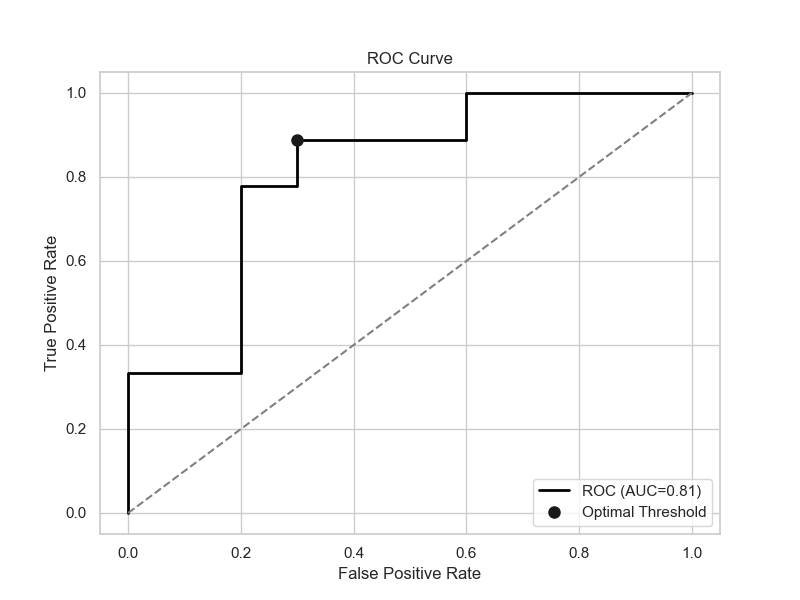 ROC Curve
1.0
0.8
0.6
0.4
0.2
0.0
True Positive Rate
0.0 0.2 0.4 0.6 0.8 1.0
False Positive Rate
ROC (AUC=0.81)
Optimal Threshold